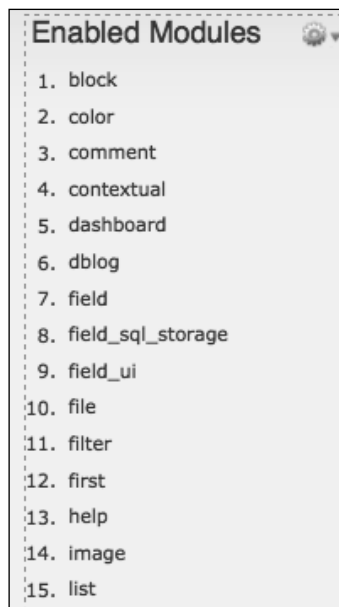 Enabled Modules
1. block
2. color
3. comment
4. contextual
5. dashboard
6. dblog
7. field
8. field_sql_storage
9. field_ui
10. file
11. filter
12. first
13. help
14. image
15. list